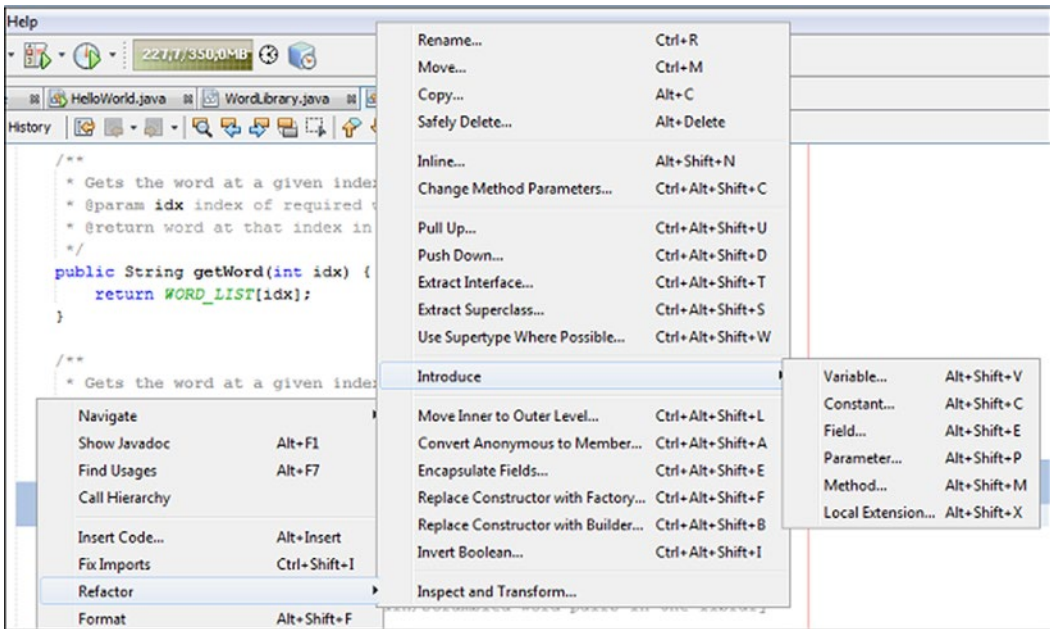 Help
227,7/350,0MB
HelloWorld.java
WordLibrary.java
History
/**
* Gets the word at a given index
* @param idx index of required
* @return word at that index in
*/
public String getWord(int idx) {
return WORD_LIST[idx];
}
/**
* Gets the word at a given index
Navigate
Show Javadoc Alt+F1
Find Usages Alt+F7
Call Hierarchy
Insert Code... Alt+Insert
Fix Imports Ctrl+Shift+I
Refactor
Format Alt+Shift+F
Rename... Ctrl+R
Move... Ctrl+M
Copy... Alt+C
Safely Delete... Alt+Delete
Inline... Alt+Shift+N
Change Method Parameters... Ctrl+Alt+Shift+C
Pull Up... Ctrl+Alt+Shift+U
Push Down... Ctrl+Alt+Shift+D
Extract Interface... Ctrl+Alt+Shift+T
Extract Superclass... Ctrl+Alt+Shift+S
Use Supertype Where Possible... Ctrl+Alt+Shift+W
Introduce
Move Inner to Outer Level... Ctrl+Alt+Shift+L
Convert Anonymous to Member... Ctrl+Alt+Shift+A
Encapsulate Fields... Ctrl+Alt+Shift+E
Replace Constructor with Factory... Ctrl+Alt+Shift+F
Replace Constructor with Builder... Ctrl+Alt+Shift+B
Invert Boolean... Ctrl+Alt+Shift+I
Inspect and Transform...
Variable... Alt+Shift+V
Constant... Alt+Shift+C
Field... Alt+Shift+E
Parameter... Alt+Shift+P
Method... Alt+Shift+M
Local Extension... Alt+Shift+X